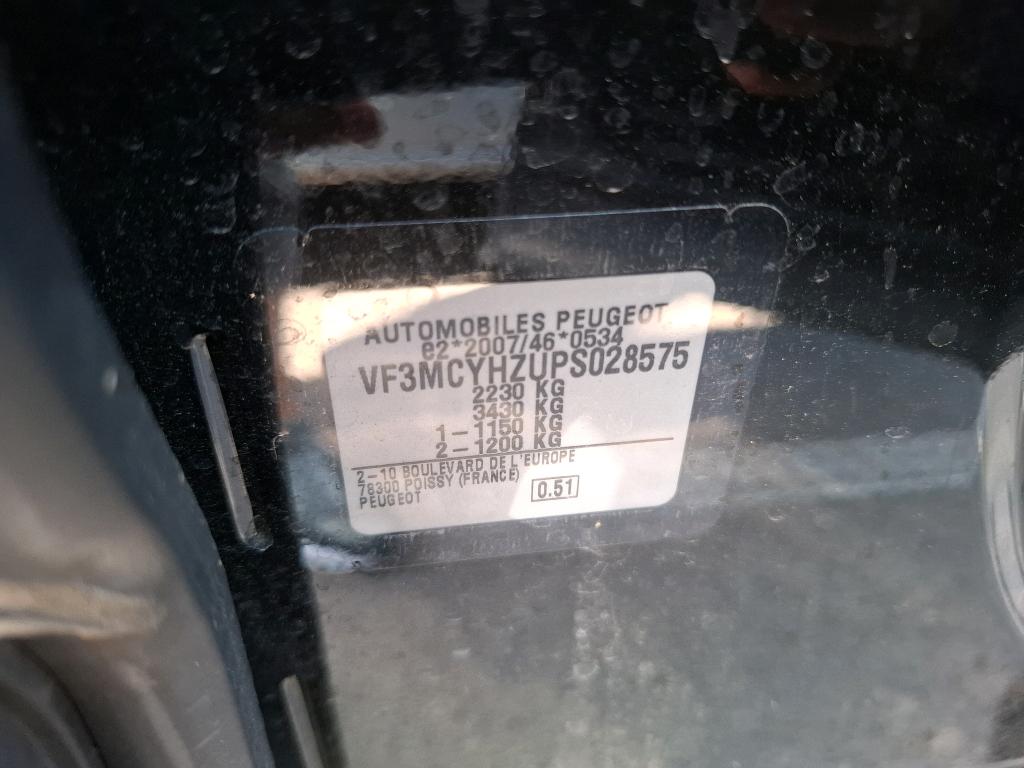 AUTOMOBILES PEUGEOT
e2*2007/46*0534
VF3MCYHZUPS028575
2230 KG
3430 KG
1-1150 KG
2-1200 KG
2-10 BOULEVARD DE L'EUROPE
78300 POISSY (FRANCE)
PEUGEOT
0.51